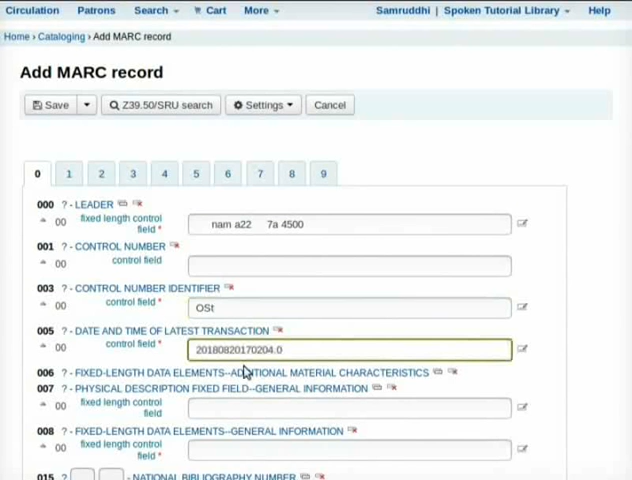 Circulation Patrons Search Cart More Samruddhi | Spoken Tutorial Library Help
Home › Cataloging › Add MARC record
Add MARC record
Save Z39.50/SRU search Settings Cancel
0 1 2 3 4 5 6 7 8 9
000 ? - LEADER
00 fixed length control field * nam a22 7a 4500
001 ? - CONTROL NUMBER
00 control field
003 ? - CONTROL NUMBER IDENTIFIER
00 control field * OSt
005 ? - DATE AND TIME OF LATEST TRANSACTION
00 control field * 20180820170204.0
006 ? - FIXED-LENGTH DATA ELEMENTS--ADDITIONAL MATERIAL CHARACTERISTICS
007 ? - PHYSICAL DESCRIPTION FIXED FIELD--GENERAL INFORMATION
00 fixed length control field
008 ? - FIXED-LENGTH DATA ELEMENTS--GENERAL INFORMATION
00 fixed length control field *
015 ? - NATIONAL BIBLIOGRAPHY NUMBER